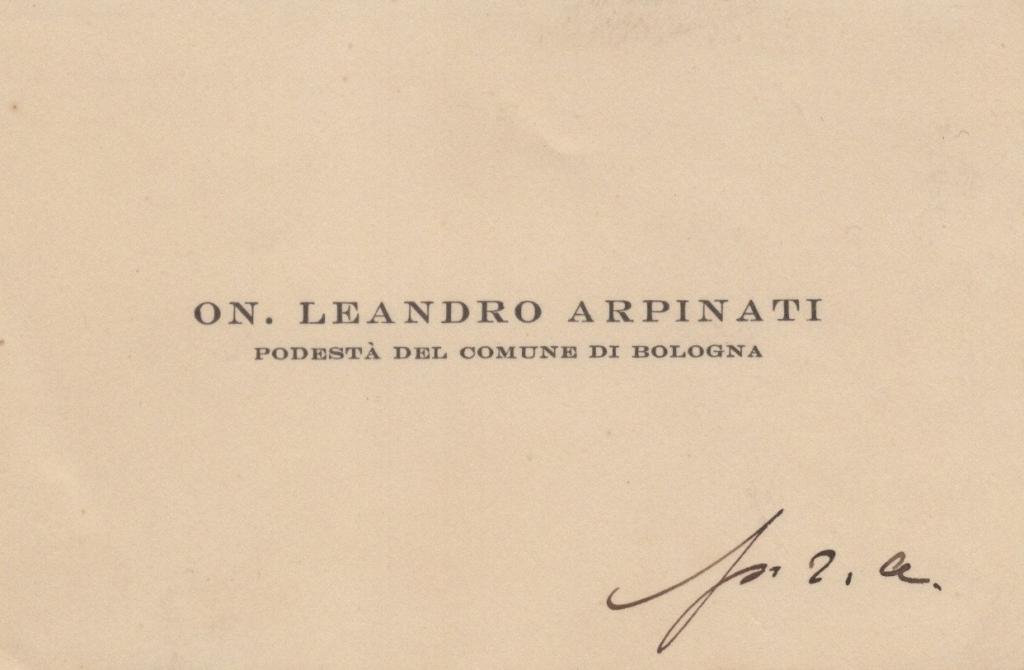 ON. LEANDRO ARPINATI
PODESTÀ DEL COMUNE DI BOLOGNA
p. r. a.